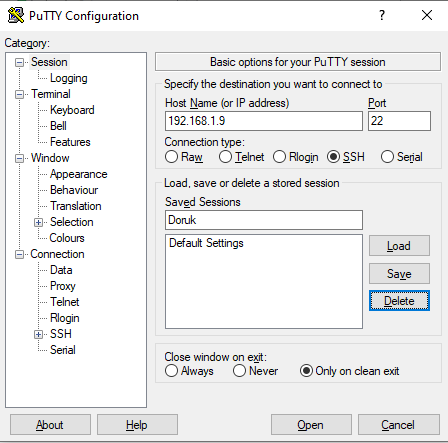 PuTTY Configuration
?
Category:
Session
Logging
Terminal
Keyboard
Bell
Features
Window
Appearance
Behaviour
Translation
Selection
Colours
Connection
Data
Proxy
Telnet
Rlogin
SSH
Serial
Basic options for your PuTTY session
Specify the destination you want to connect to
Host Name (or IP address) Port
192.168.1.9 22
Connection type:
Raw Telnet Rlogin SSH Serial
Load, save or delete a stored session
Saved Sessions
Doruk
Default Settings
Load
Save
Delete
Close window on exit:
Always Never Only on clean exit
About Help Open Cancel